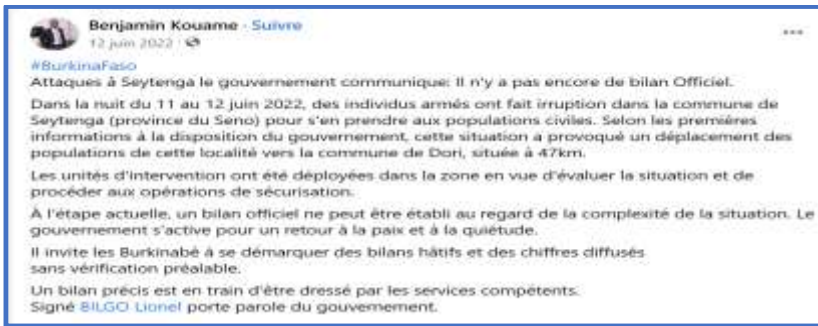 Benjamin Kouame · Suivre
12 juin 2022 ·
#BurkinaFaso
Attaques à Seytenga le gouvernement communique: Il n'y a pas encore de bilan Officiel.
Dans la nuit du 11 au 12 juin 2022, des individus armés ont fait irruption dans la commune de
Seytenga (province du Seno) pour s'en prendre aux populations civiles. Selon les premières
informations à la disposition du gouvernement, cette situation a provoqué un déplacement des
populations de cette localité vers la commune de Dori, située à 47km.
Les unités d'intervention ont été déployées dans la zone en vue d'évaluer la situation et de
procéder aux opérations de sécurisation.
À l'étape actuelle, un bilan officiel ne peut être établi au regard de la complexité de la situation. Le
gouvernement s'active pour un retour à la paix et à la quiétude.
Il invite les Burkinabé à se démarquer des bilans hâtifs et des chiffres diffusés
sans vérification préalable.
Un bilan précis est en train d'être dressé par les services compétents.
Signé BILGO Lionel porte parole du gouvernement.